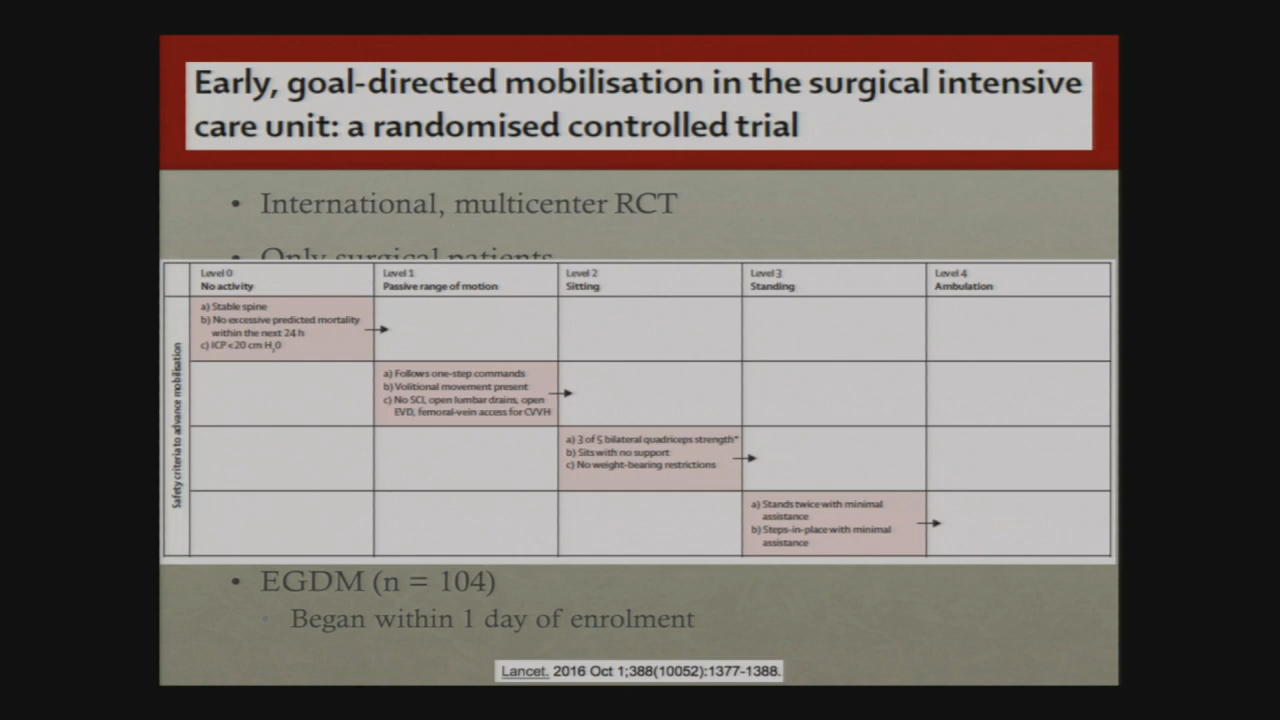 Early, goal-directed mobilisation in the surgical intensive
care unit: a randomised controlled trial
• International, multicenter RCT
• Only surgical patients
Level 0
No activity
Level 1
Passive range of motion
Level 2
Sitting
Level 3
Standing
Level 4
Ambulation
Safety criteria to advance mobilisation
a) Stable spine
b) No excessive predicted mortality
within the next 24 h
c) ICP <20 cm H₂0
a) Follows one-step commands
b) Volitional movement present
c) No SCI, open lumbar drains, open
EVD, femoral-vein access for CVVH
a) 3 of 5 bilateral quadriceps strength*
b) Sits with no support
c) No weight-bearing restrictions
a) Stands twice with minimal
assistance
b) Steps-in-place with minimal
assistance
• EGDM (n = 104)
Began within 1 day of enrolment
Lancet. 2016 Oct 1;388(10052):1377-1388.